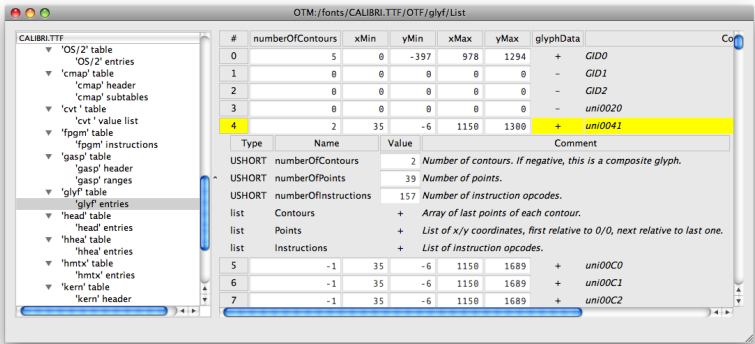 OTM:/fonts/CALIBRI.TTF/OTF/glyf/List
CALIBRI.TTF
'OS/2' table
'OS/2' entries
'cmap' table
'cmap' header
'cmap' subtables
'cvt ' table
'cvt ' value list
'fpgm' table
'fpgm' instructions
'gasp' table
'gasp' header
'gasp' ranges
'glyf' table
'glyf' entries
'head' table
'head' entries
'hhea' table
'hhea' entries
'hmtx' table
'hmtx' entries
'kern' table
'kern' header
# numberOfContours xMin yMin xMax yMax glyphData Co
0 5 0 -397 978 1294 + GID0
1 0 0 0 0 0 - GID1
2 0 0 0 0 0 - GID2
3 0 0 0 0 0 - uni0020
4 2 35 -6 1150 1300 + uni0041
Type Name Value Comment
USHORT numberOfContours 2 Number of contours. If negative, this is a composite glyph.
USHORT numberOfPoints 39 Number of points.
USHORT numberOfInstructions 157 Number of instruction opcodes.
list Contours + Array of last points of each contour.
list Points + List of x/y coordinates, first relative to 0/0, next relative to last one.
list Instructions + List of instruction opcodes.
5 -1 35 -6 1150 1689 + uni00C0
6 -1 35 -6 1150 1689 + uni00C1
7 -1 35 -6 1150 1689 + uni00C2